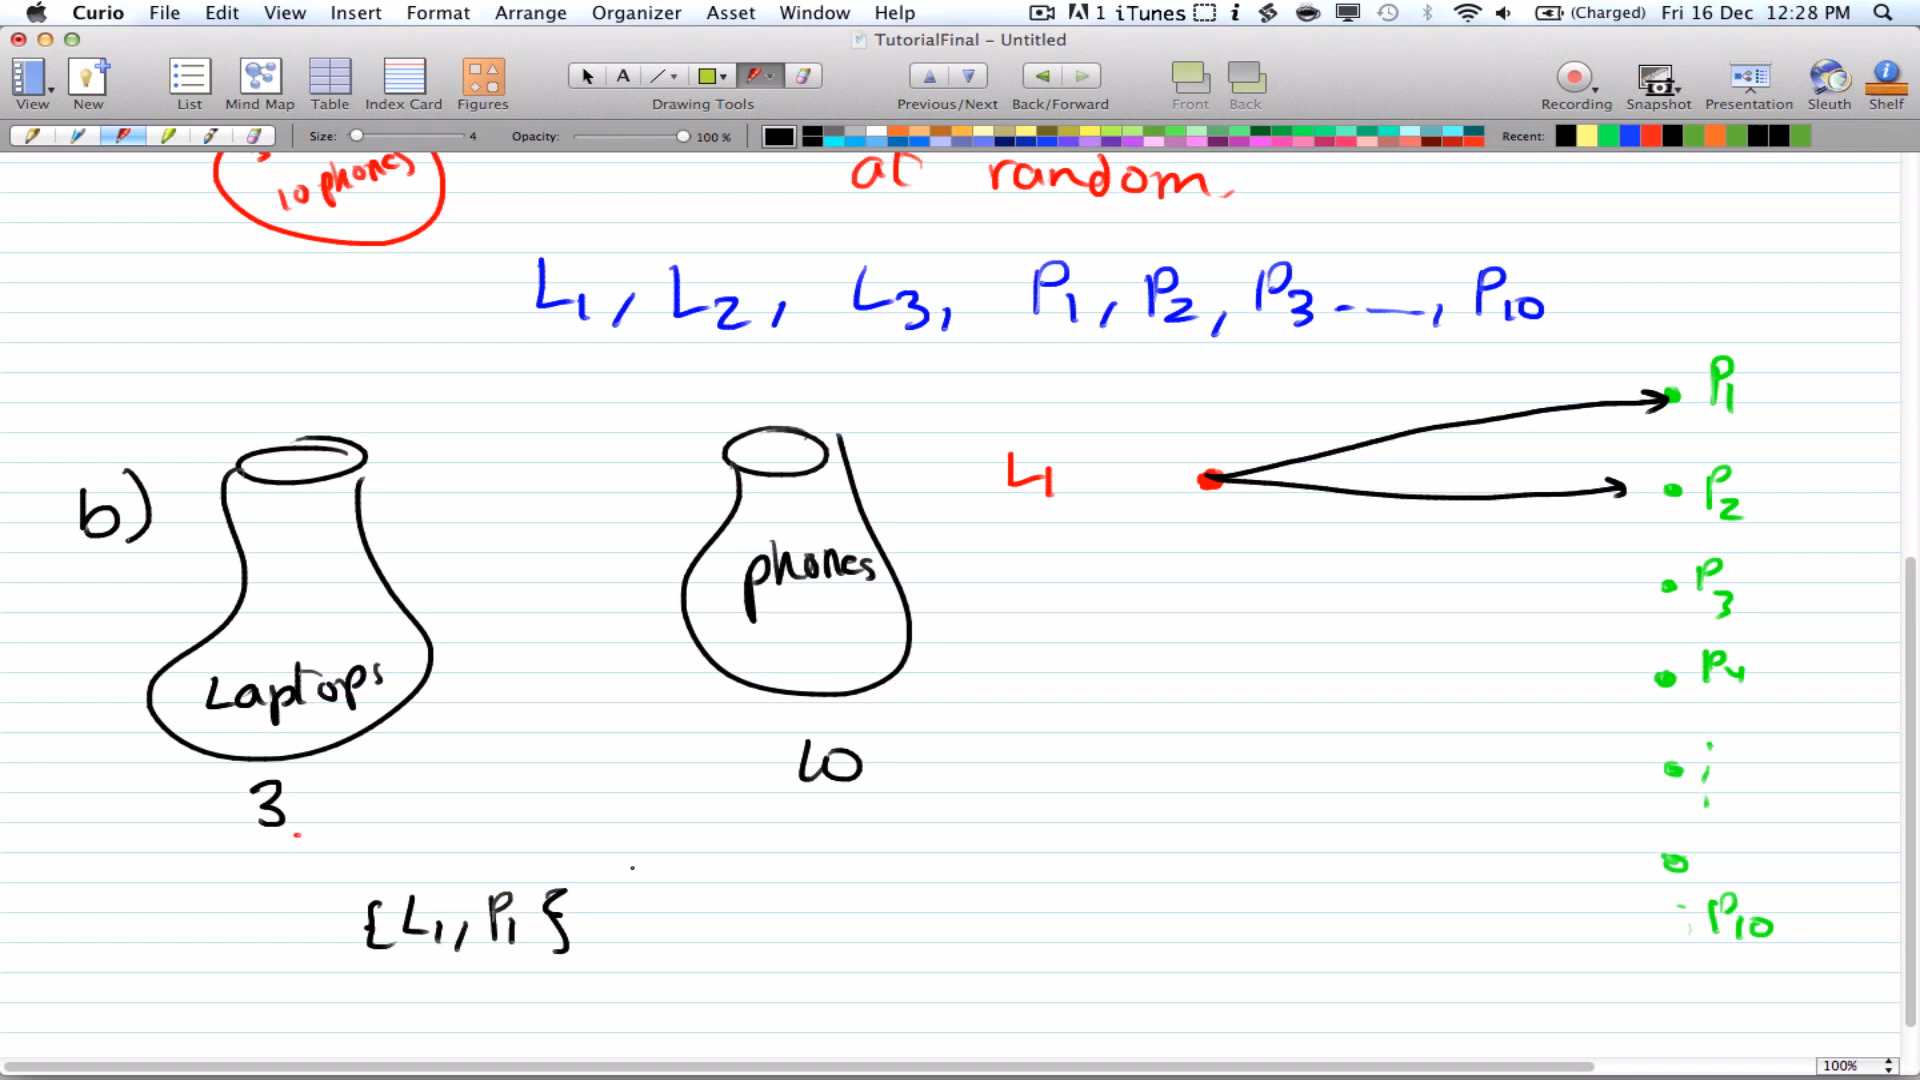 Curio File Edit View Insert Format Arrange Organizer Asset Window Help 1 iTunes (Charged) Fri 16 Dec 12:28 PM
TutorialFinal – Untitled
View New List Mind Map Table Index Card Figures Drawing Tools Previous/Next Back/Forward Front Back Recording Snapshot Presentation Sleuth Shelf
Size: 4 Opacity: 100 % Recent:
10 phones
at random.
L1, L2, L3, P1, P2, P3 . __, P10
b)
Laptops
3
phones
10
L1
P1
P2
P3
P4
P10
{L1, P1}
100%